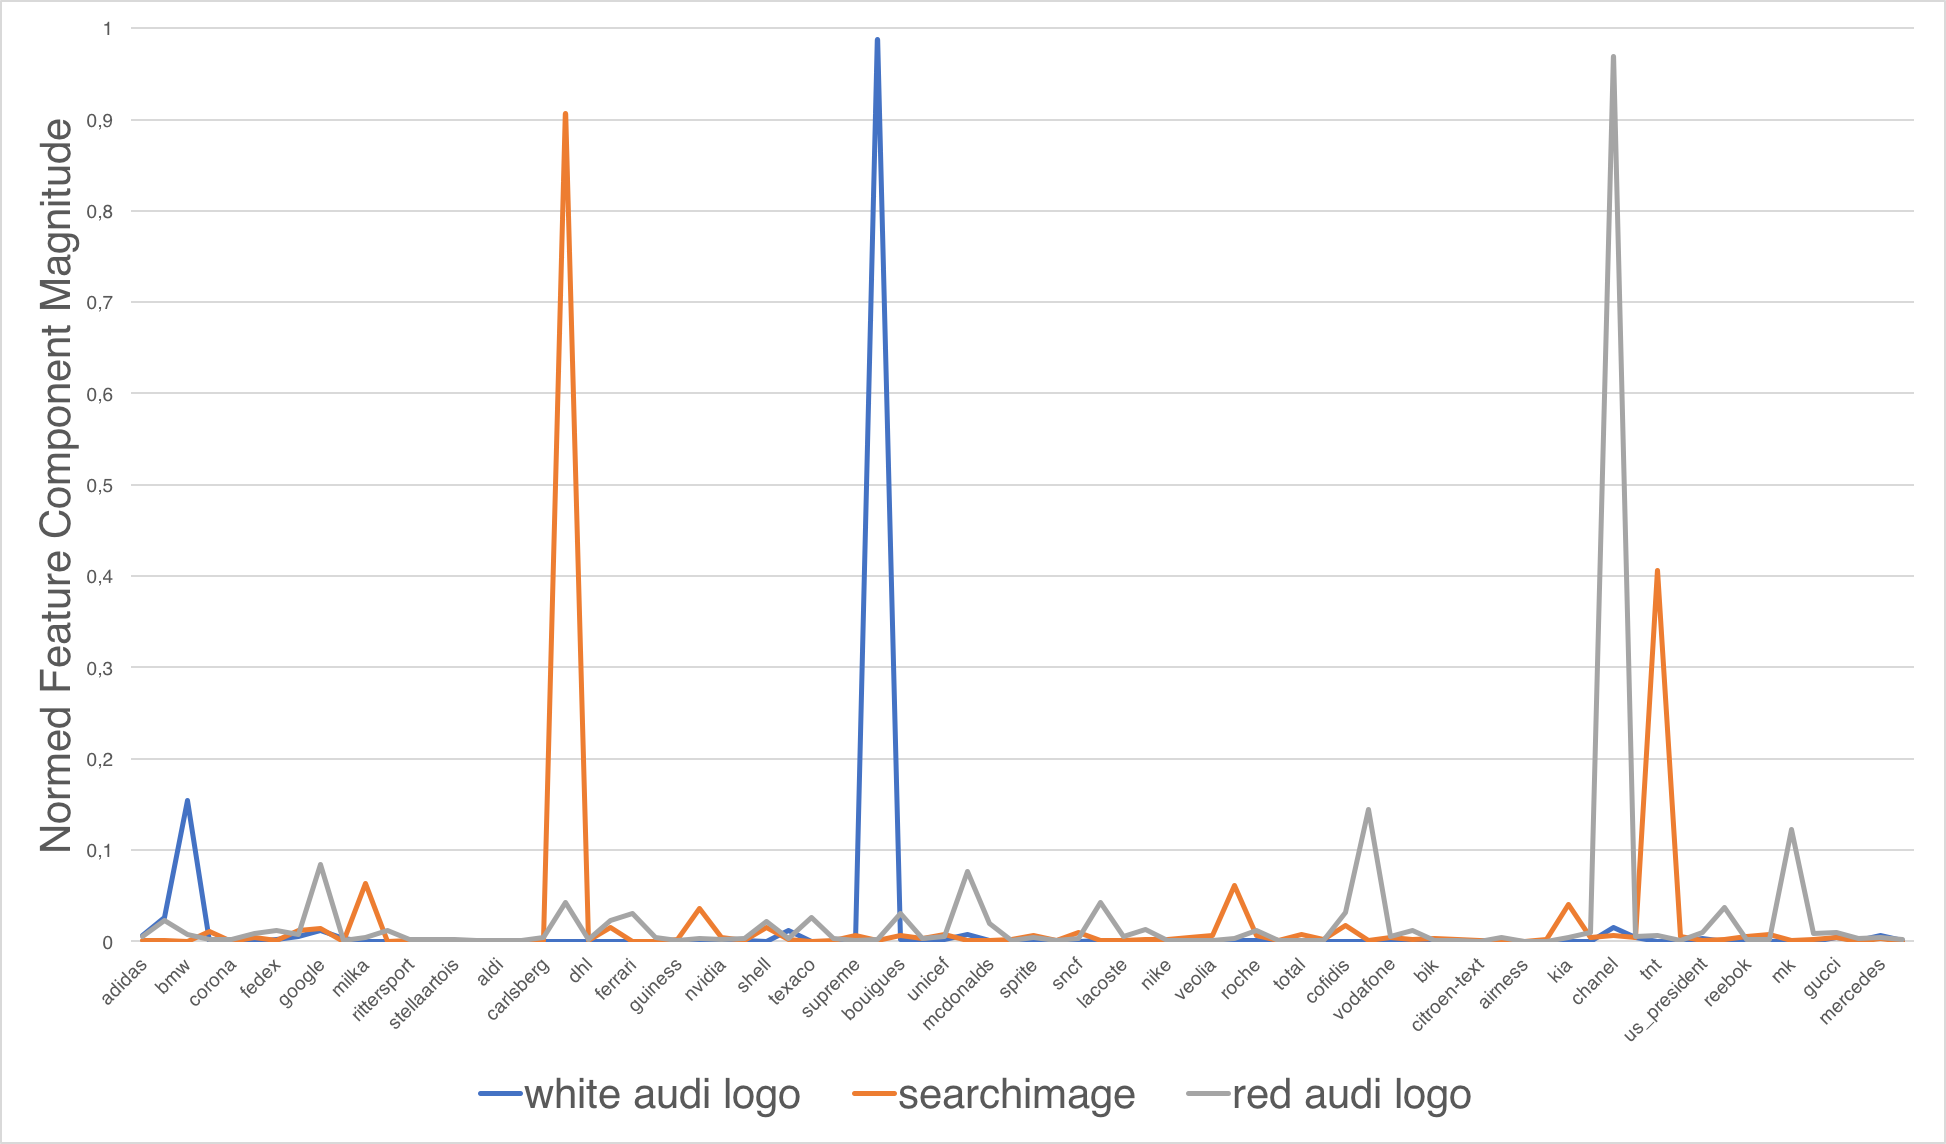 Normed Feature Component Magnitude
1
0,9
0,8
0,7
0,6
0,5
0,4
0,3
0,2
0,1
0
adidas
bmw
corona
fedex
google
milka
rittersport
stellaartois
aldi
carlsberg
dhl
ferrari
guiness
nvidia
shell
texaco
supreme
bouigues
unicef
mcdonalds
sprite
sncf
lacoste
nike
veolia
roche
total
cofidis
vodafone
bik
citroen-text
airness
kia
chanel
tnt
us_president
reebok
mk
gucci
mercedes
white audi logo
searchimage
red audi logo